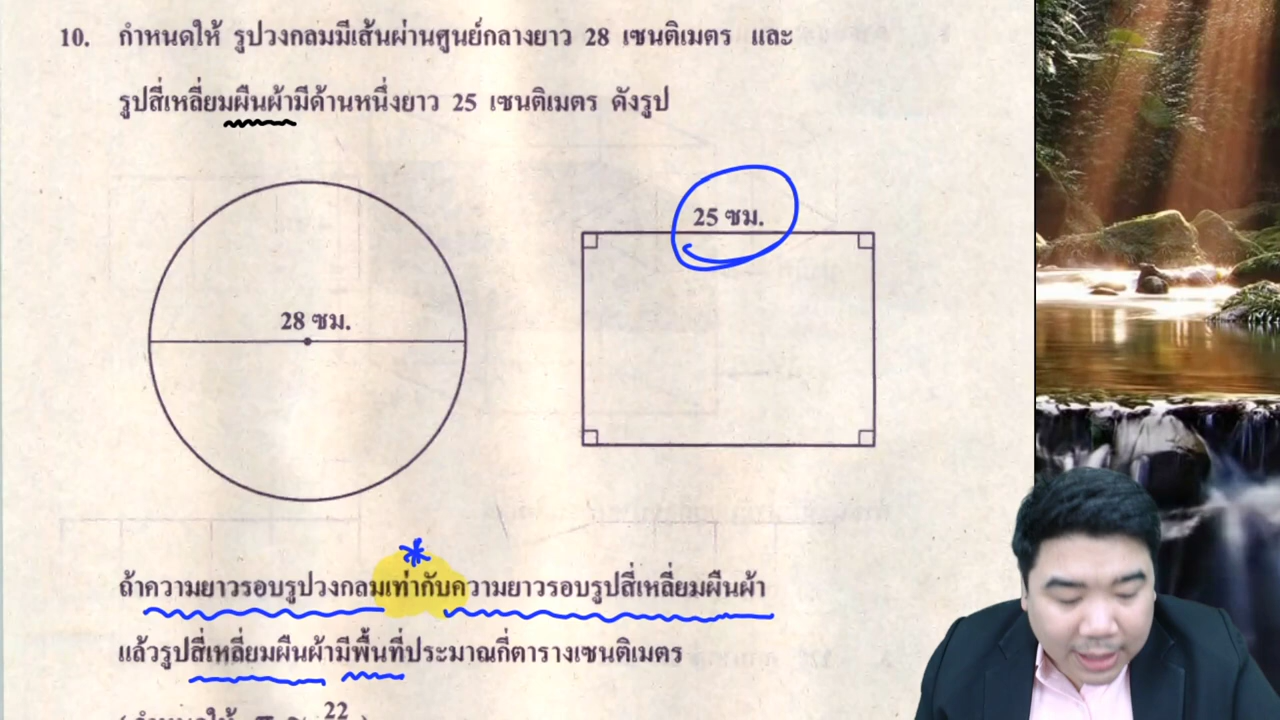 10. กำหนดให้ รูปวงกลมมีเส้นผ่านศูนย์กลางยาว 28 เซนติเมตร และ
รูปสี่เหลี่ยมผืนผ้ามีด้านหนึ่งยาว 25 เซนติเมตร ดังรูป
25 ซม.
28 ซม.
ถ้าความยาวรอบรูปวงกลมเท่ากับความยาวรอบรูปสี่เหลี่ยมผืนผ้า
แล้วรูปสี่เหลี่ยมผืนผ้ามีพื้นที่ประมาณกี่ตารางเซนติเมตร
(กำหนดให้ π ≈ 22